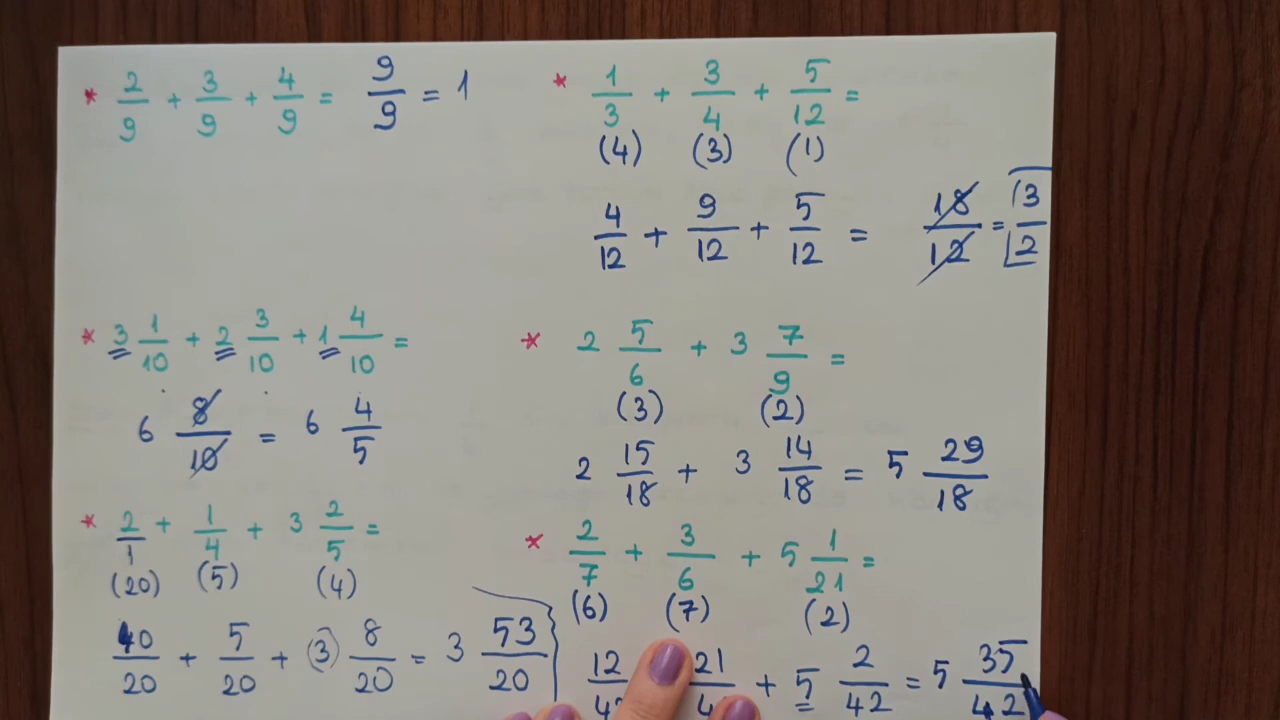 * 2/9 + 3/9 + 4/9 = 9/9 = 1
* 1/3 + 3/4 + 5/12 =
(4) (3) (1)
4/12 + 9/12 + 5/12 = 18/12 = 3/2
* 3 1/10 + 2 3/10 + 1 4/10 =
6 8/10 = 6 4/5
* 2 5/6 + 3 7/9 =
(3) (2)
2 15/18 + 3 14/18 = 5 29/18
* 2/1 + 1/4 + 3 2/5 =
(20) (5) (4)
40/20 + 5/20 + (3) 8/20 = 3 53/20
* 2/7 + 3/6 + 5 1/21 =
(6) (7) (2)
12/42 21/4 + 5 2/42 = 5 35/42